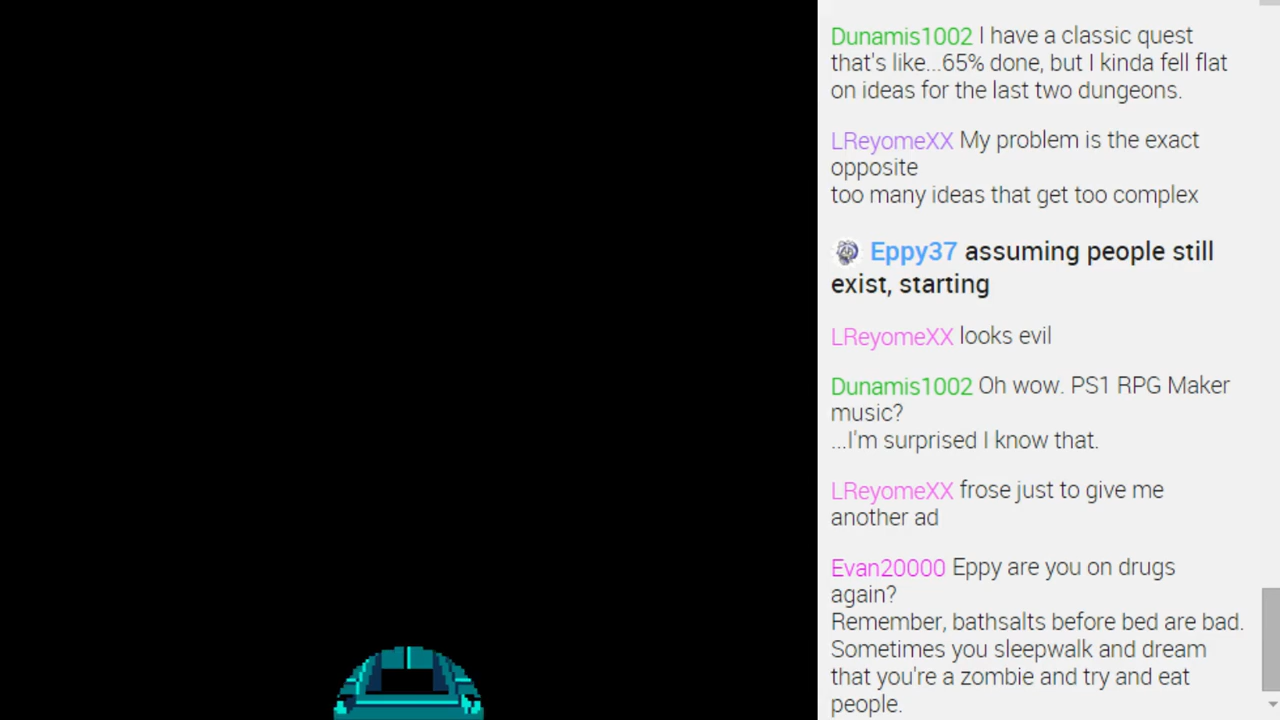 Dunamis1002 I have a classic quest
that's like...65% done, but I kinda fell flat
on ideas for the last two dungeons.
LReyomeXX My problem is the exact
opposite
too many ideas that get too complex
Eppy37 assuming people still
exist, starting
LReyomeXX looks evil
Dunamis1002 Oh wow. PS1 RPG Maker
music?
...I'm surprised I know that.
LReyomeXX frose just to give me
another ad
Evan20000 Eppy are you on drugs
again?
Remember, bathsalts before bed are bad.
Sometimes you sleepwalk and dream
that you're a zombie and try and eat
people.